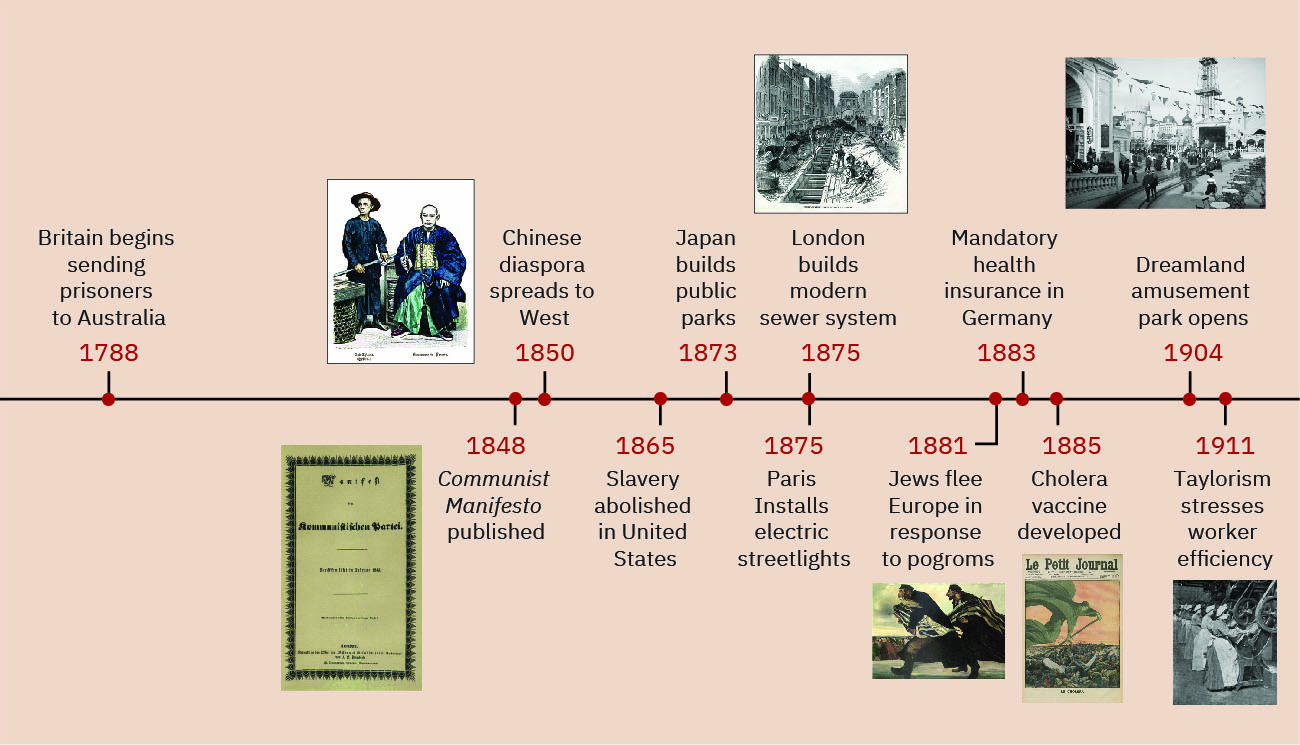 Britain begins
sending
prisoners
to Australia
1788
Chinese
diaspora
spreads to
West
1850
Japan
builds
public
parks
1873
London
builds
modern
sewer system
1875
Mandatory
health
insurance in
Germany
1883
Dreamland
amusement
park opens
1904
Kommunistischen Partei.
London.
1848
Communist
Manifesto
published
1865
Slavery
abolished
in United
States
1875
Paris
Installs
electric
streetlights
1881
Jews flee
Europe in
response
to pogroms
1885
Cholera
vaccine
developed
Le Petit Journal
LE CHOLÉRA
1911
Taylorism
stresses
worker
efficiency